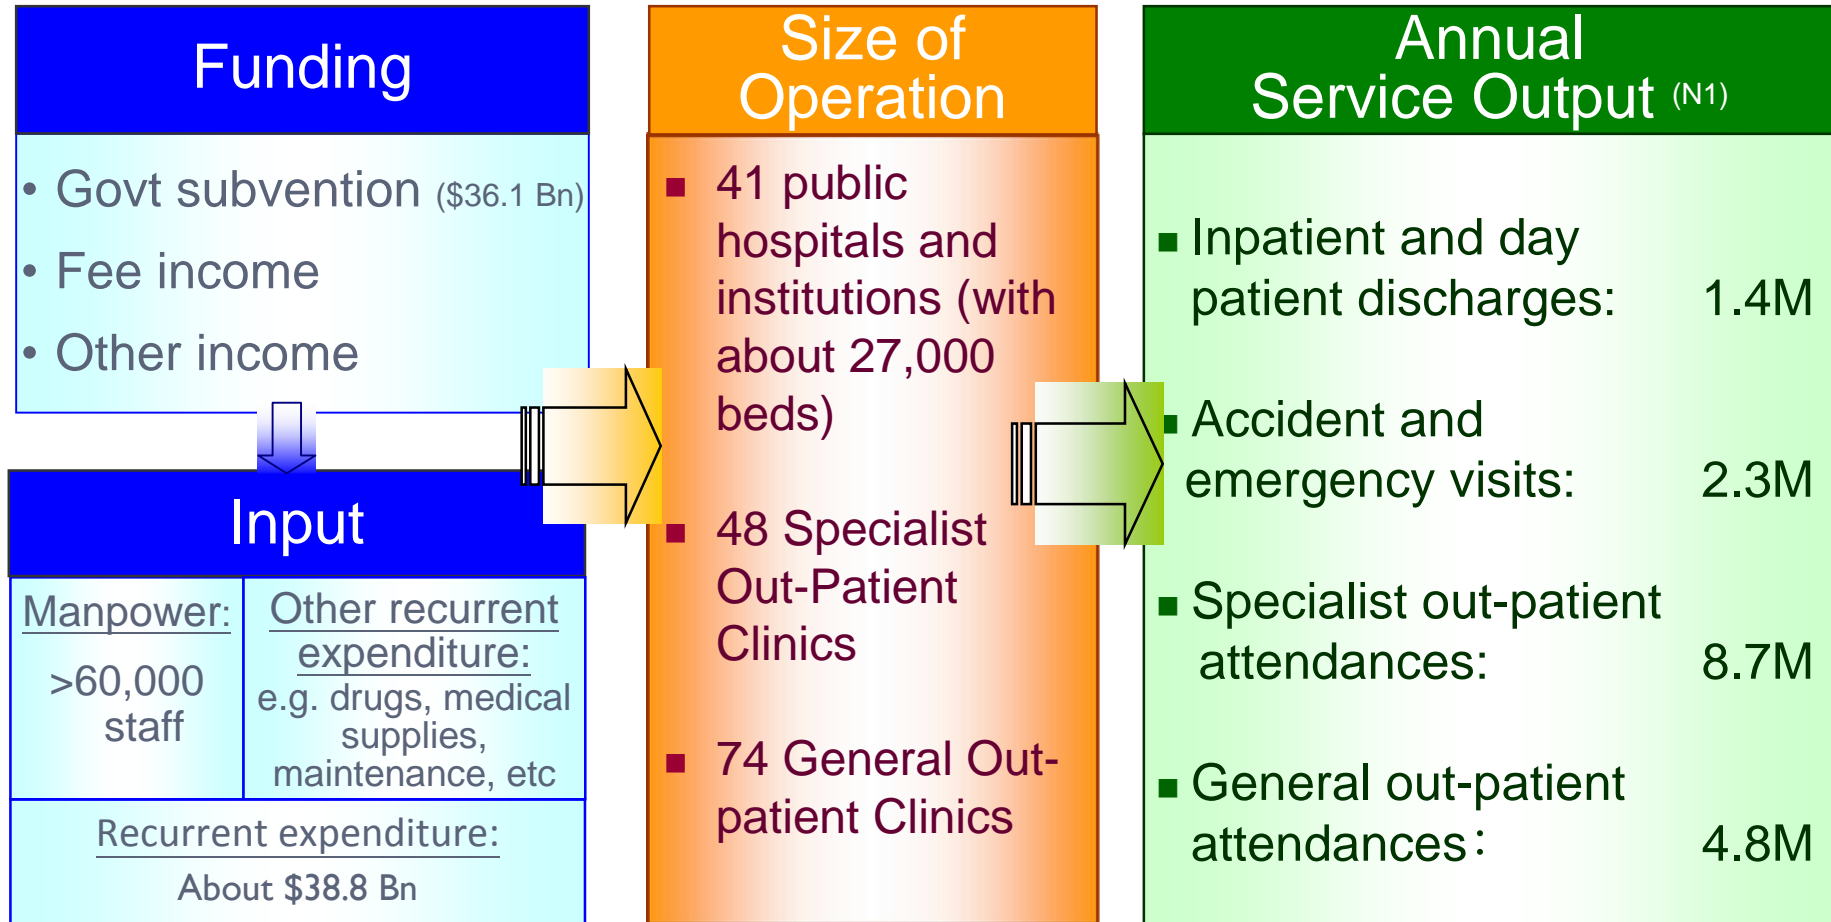 Funding
• Govt subvention ($36.1 Bn)
• Fee income
• Other income
Input
Manpower:
>60,000
staff
Other recurrent
expenditure:
e.g. drugs, medical
supplies,
maintenance, etc
Recurrent expenditure:
About $38.8 Bn
Size of
Operation
■ 41 public
hospitals and
institutions (with
about 27,000
beds)
■ 48 Specialist
Out-Patient
Clinics
■ 74 General Out-
patient Clinics
Annual
Service Output (N1)
■ Inpatient and day
patient discharges: 1.4M
■ Accident and
emergency visits: 2.3M
■ Specialist out-patient
attendances: 8.7M
■ General out-patient
attendances： 4.8M